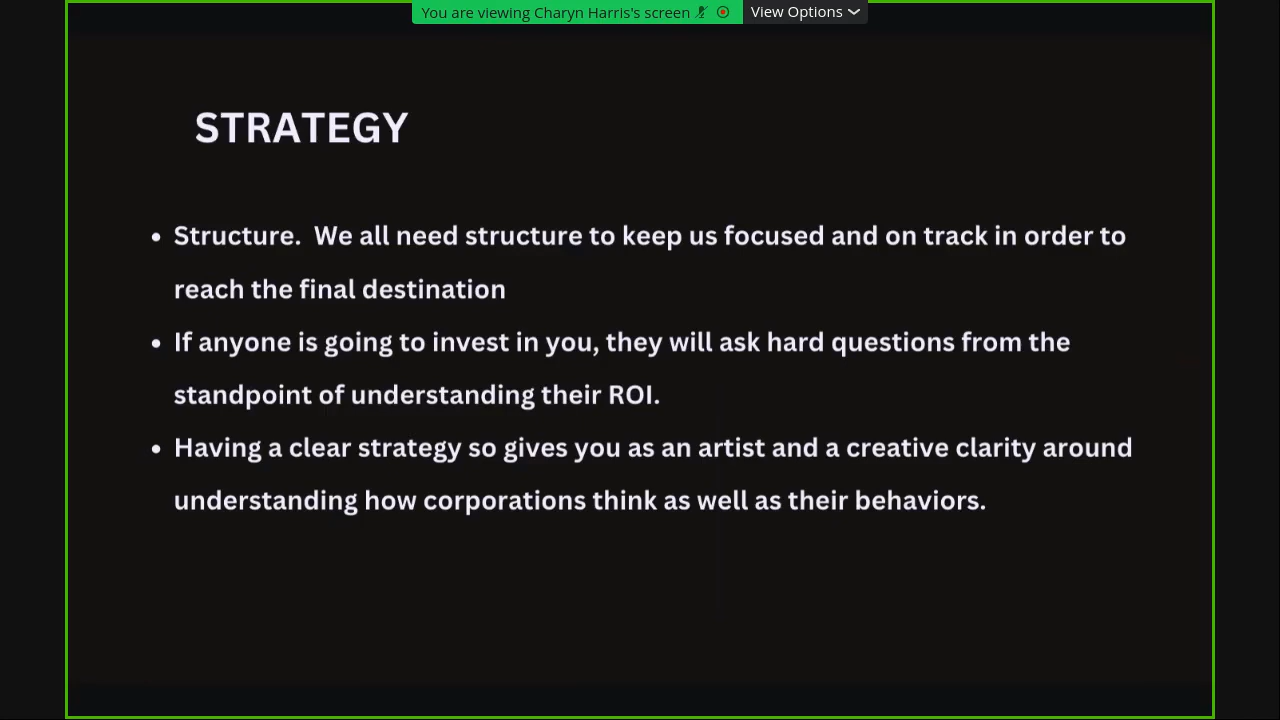 You are viewing Charyn Harris's screen
View Options
STRATEGY
• Structure.  We all need structure to keep us focused and on track in order to
reach the final destination
• If anyone is going to invest in you, they will ask hard questions from the
standpoint of understanding their ROI.
• Having a clear strategy so gives you as an artist and a creative clarity around
understanding how corporations think as well as their behaviors.